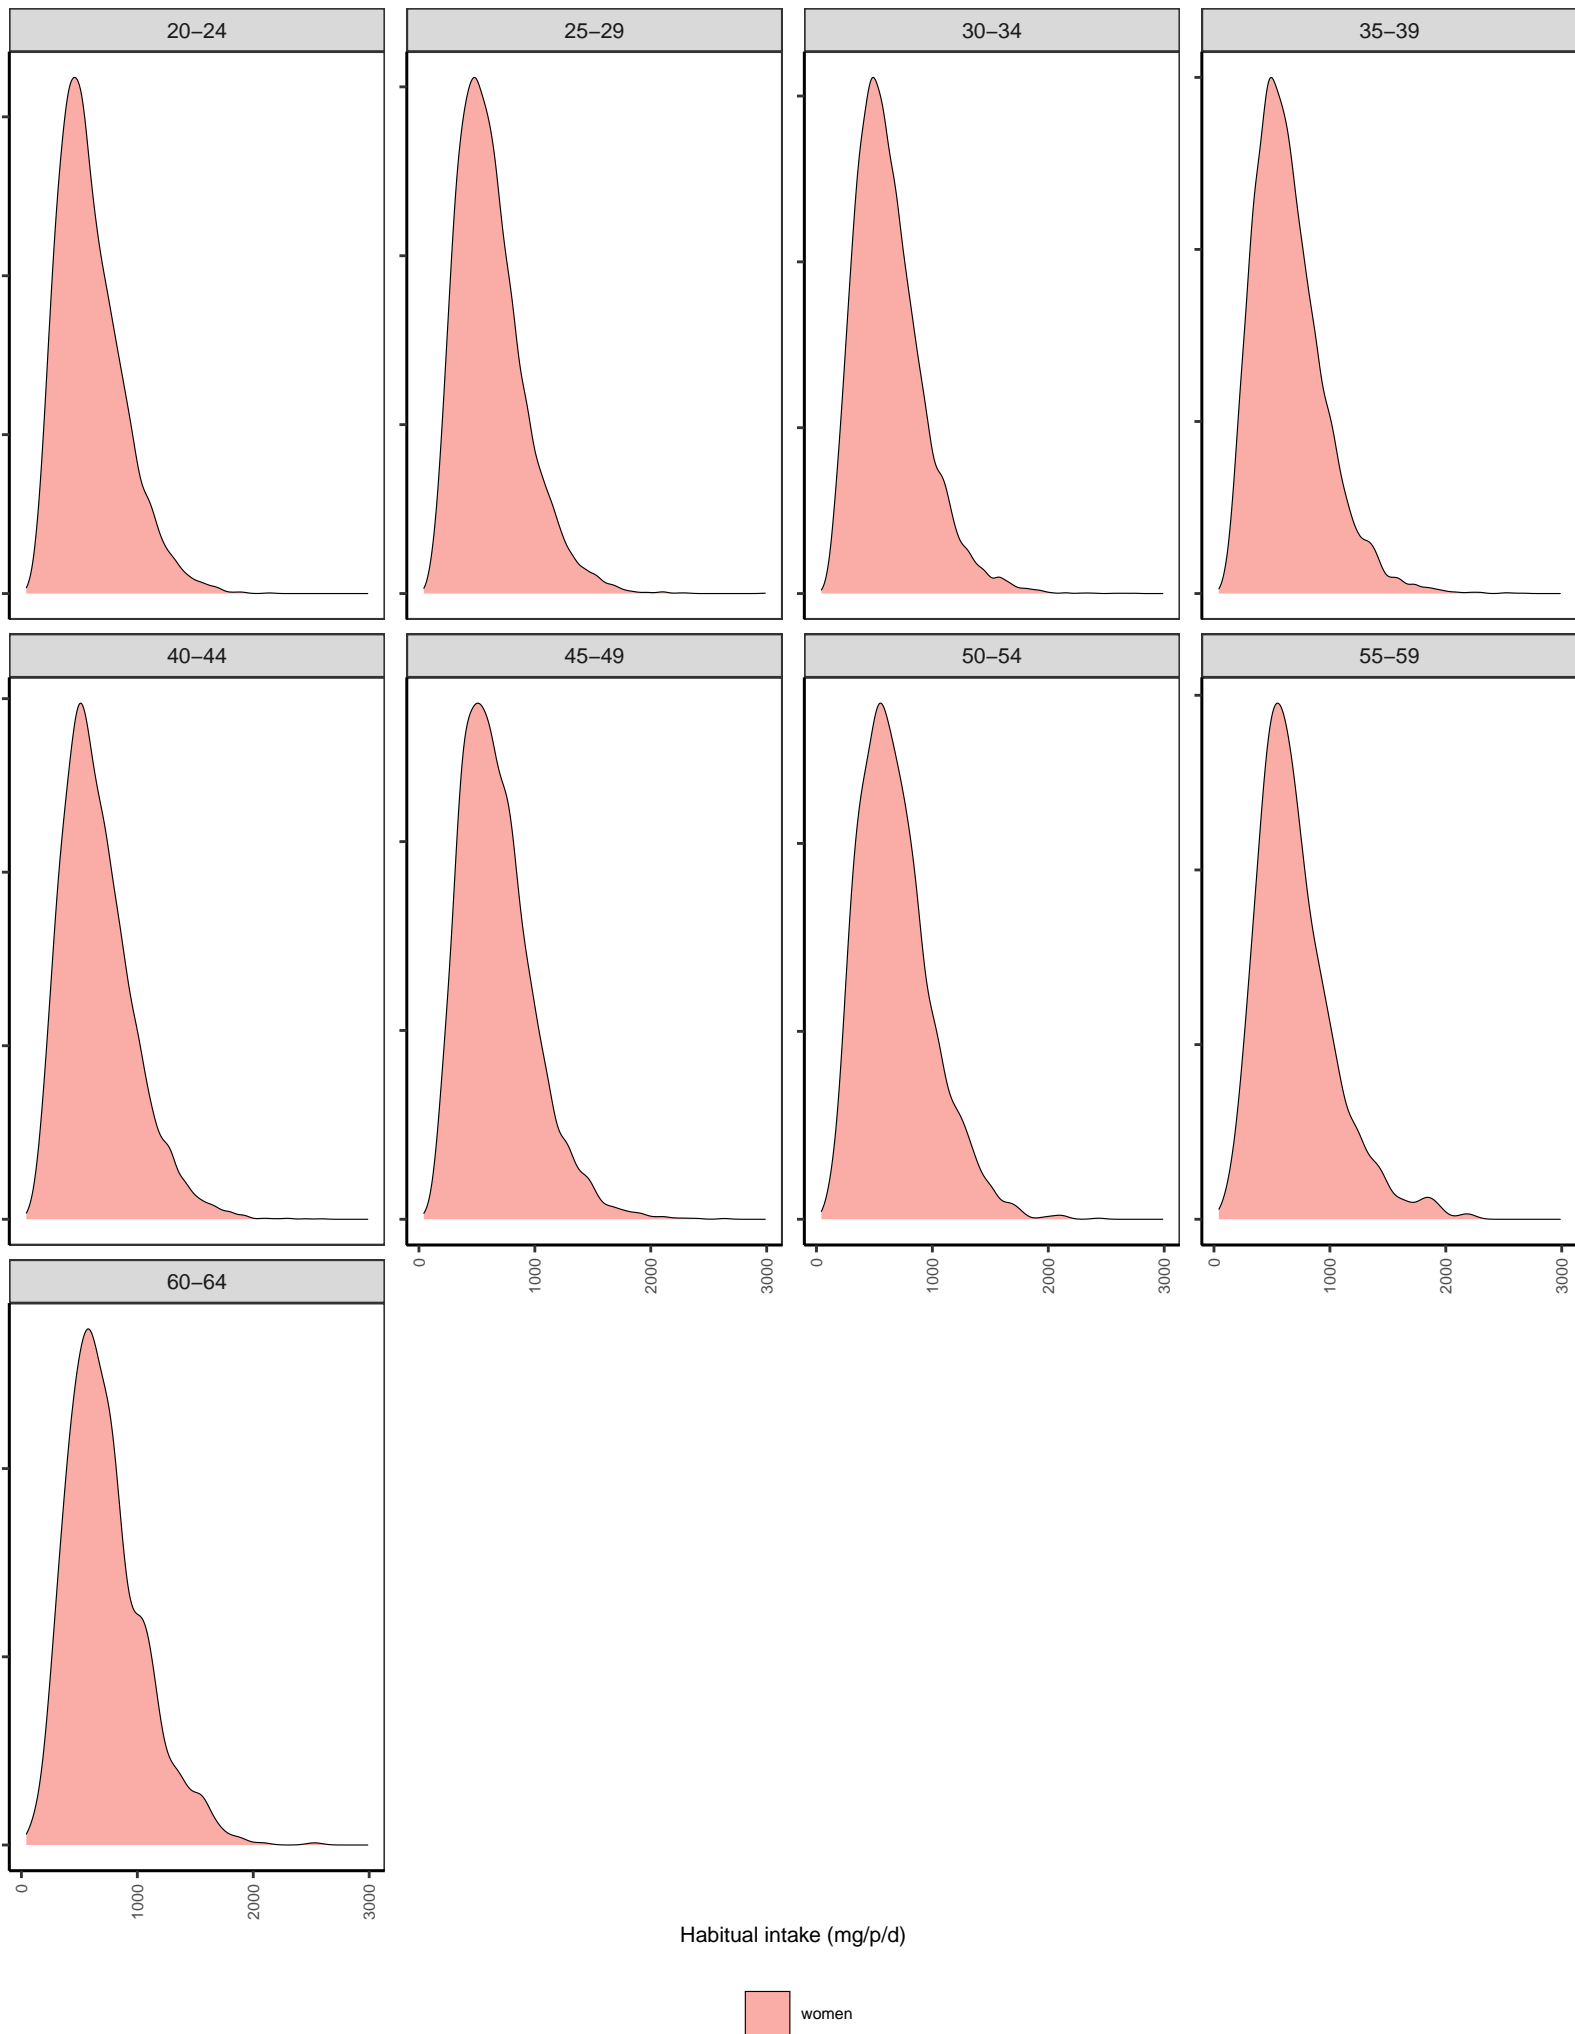 20–24 25–29 30–34 35–39
40–44 45–49 50–54 55–59
0 1000 2000 3000 0 1000 2000 3000 0 1000 2000 3000
60–64
0 1000 2000 3000
Habitual intake (mg/p/d)
women